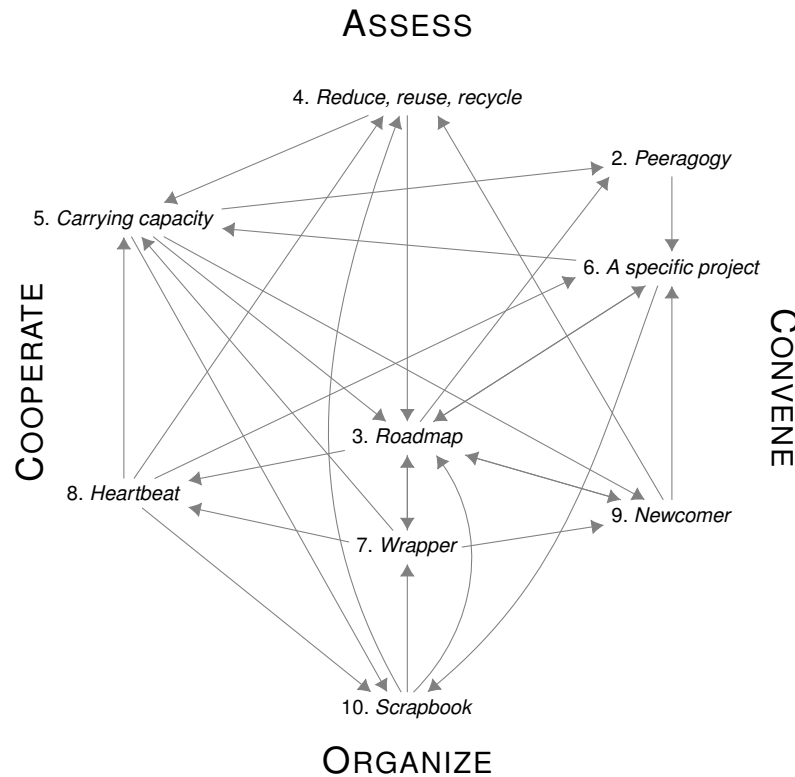 ASSESS
4. Reduce, reuse, recycle
2. Peeragogy
5. Carrying capacity
6. A specific project
COOPERATE
CONVENE
3. Roadmap
8. Heartbeat
9. Newcomer
7. Wrapper
10. Scrapbook
ORGANIZE